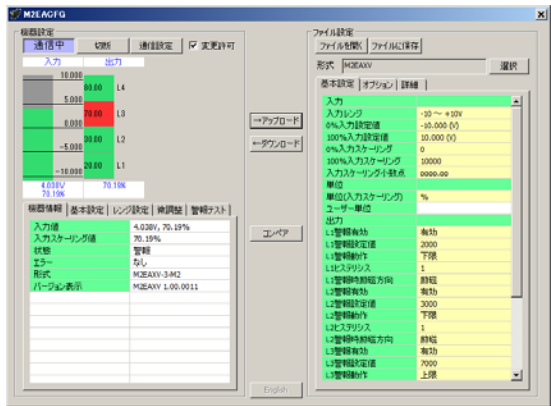 M2EACFG
機器設定
通信中 切断 通信設定 変更許可
入力 出力
10.000
5.000
0.000
-5.000
-10.000
80.00 L4
70.00 L3
30.00 L2
20.00 L1
4.038V 70.19%
70.19%
機器情報 基本設定 レンジ設定 微調整 警報テスト
入力値 4.038V, 70.19%
入力スケーリング値 70.19%
状態 警報
エラー なし
形式 M2EAXV-3-M2
バージョン表示 M2EAXV 1.00.0011
→アップロード
←ダウンロード
コンペア
English
ファイル設定
ファイルを開く ファイルに保存
形式 M2EAXV 選択
基本設定 オプション 詳細
入力
入力レンジ -10 ～ +10V
0%入力設定値 -10.000 (V)
100%入力設定値 10.000 (V)
0%入力スケーリング 0
100%入力スケーリング 10000
入力スケーリング小数点 0000.00
単位
単位(入力スケーリング) %
ユーザー単位
出力
L1警報有効 有効
L1警報設定値 2000
L1警報動作 下限
L1ヒステリシス 1
L1警報時励磁方向 励磁
L2警報有効 有効
L2警報設定値 3000
L2警報動作 下限
L2ヒステリシス 1
L2警報時励磁方向 励磁
L3警報有効 有効
L3警報設定値 7000
L3警報動作 上限